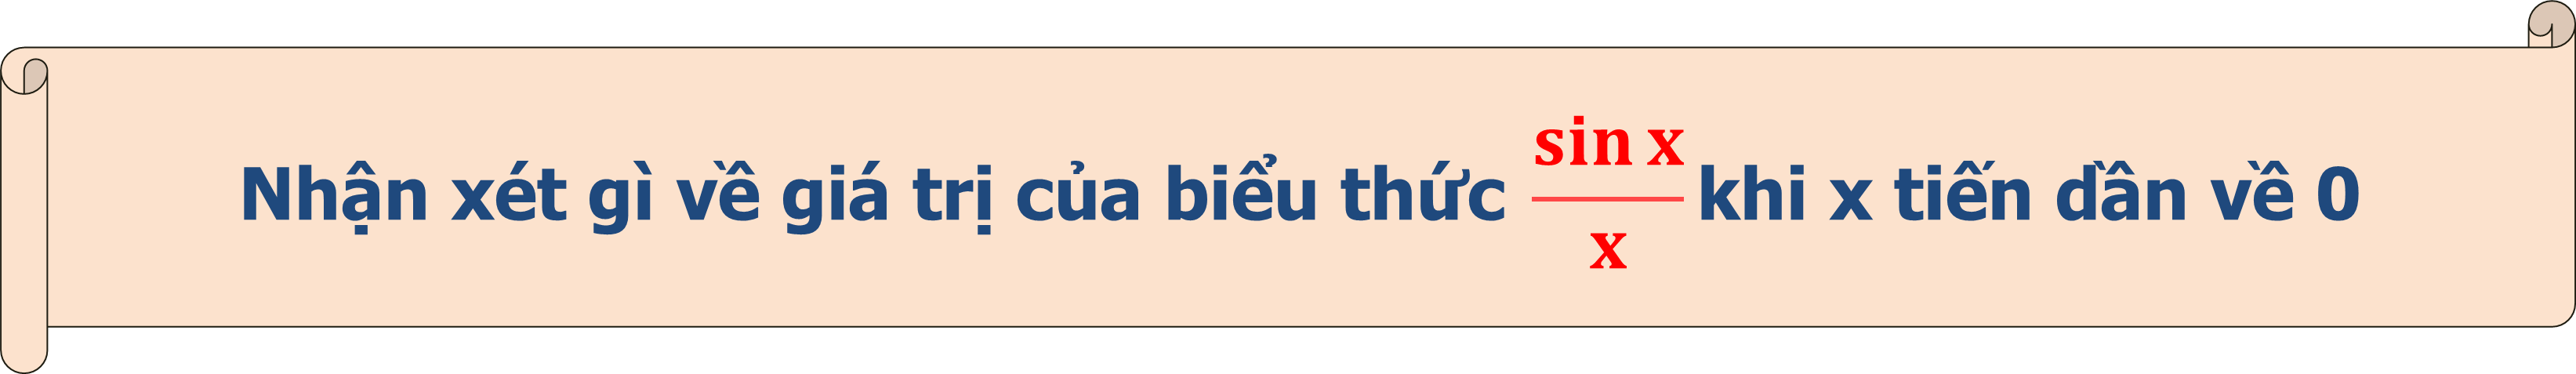 Nhận xét gì về giá trị của biểu thức sin x / x khi x tiến dần về 0